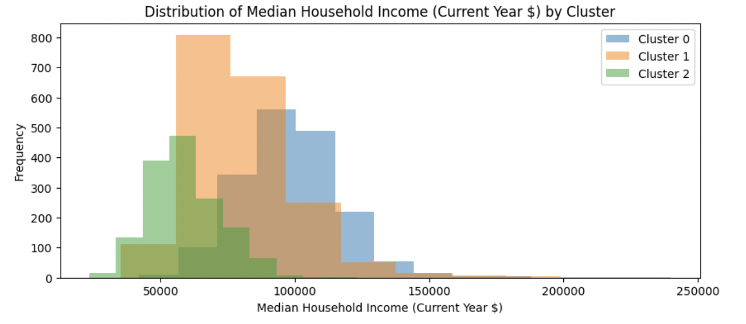 Distribution of Median Household Income (Current Year $) by Cluster
Cluster 0
Cluster 1
Cluster 2
Frequency
800
700
600
500
400
300
200
100
0
50000 100000 150000 200000 250000
Median Household Income (Current Year $)